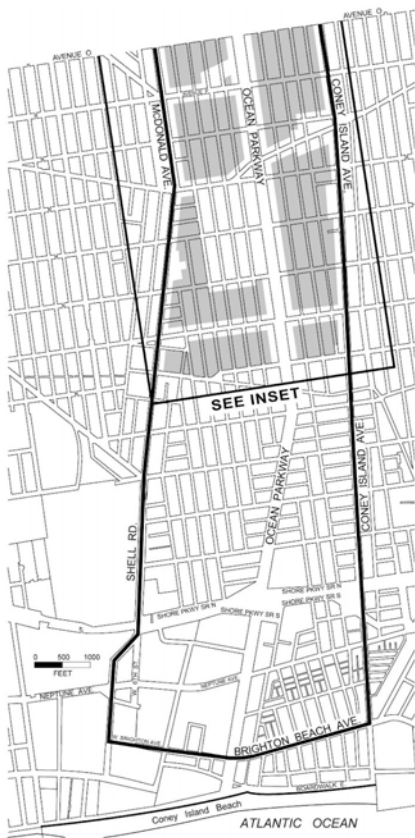 AVENUE O
AVENUE O
McDONALD AVE.
OCEAN PARKWAY
CONEY ISLAND AVE.
SEE INSET
OCEAN PARKWAY
CONEY ISLAND AVE.
SHELL RD.
SHORE PKWY SR N
SHORE PKWY SR N
SHORE PKWY SR S
SHORE PKWY SR S
0 500 1000
FEET
NEPTUNE AVE.
NEPTUNE AVE.
W BRIGHTON AVE.
BRIGHTON BEACH AVE.
BOARDWALK E
Coney Island Beach
ATLANTIC OCEAN